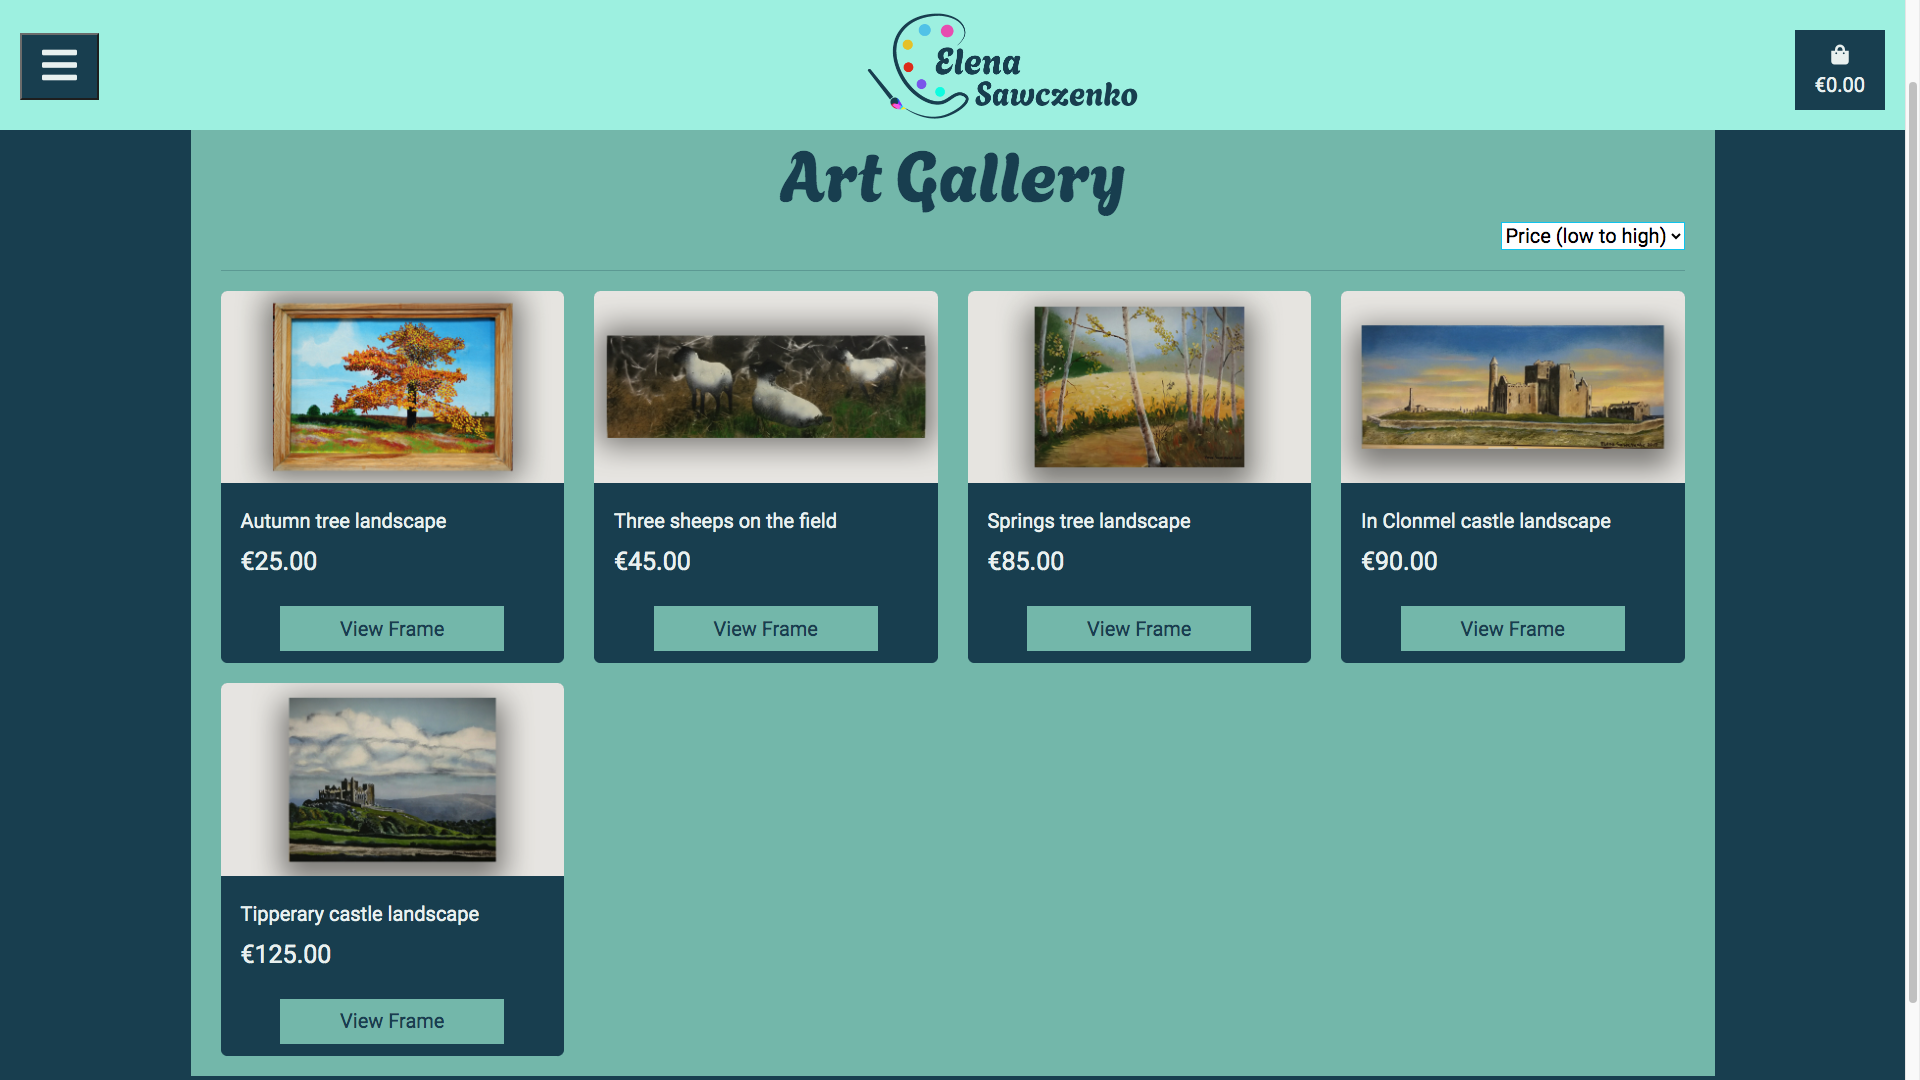 Elena
Sawczenko
€0.00
Art Gallery
Price (low to high)
Autumn tree landscape
€25.00
View Frame
Three sheeps on the field
€45.00
View Frame
Springs tree landscape
€85.00
View Frame
In Clonmel castle landscape
€90.00
View Frame
Tipperary castle landscape
€125.00
View Frame